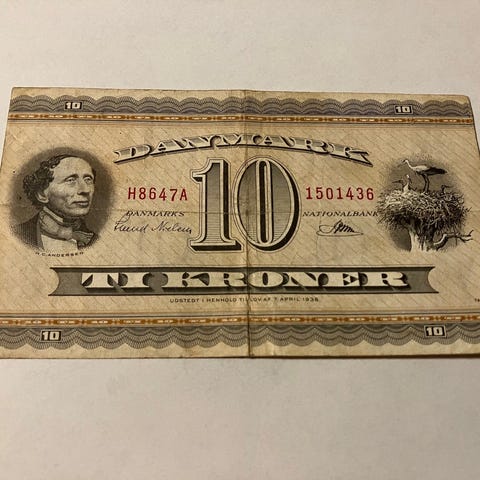 10 10
DANMARK
H8647A 10 1501436
DANMARKS NATIONALBANK
H.C. ANDERSEN
TI KRONER
UDSTEDT I HENHOLD TIL LOV AF 7. APRIL 1936
10 10